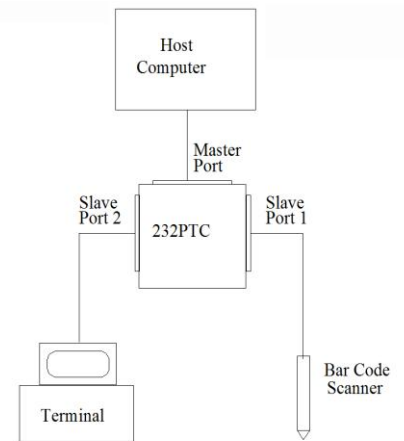 Host
Computer
Master
Port
Slave
Port 2
232PTC
Slave
Port 1
Bar Code
Scanner
Terminal